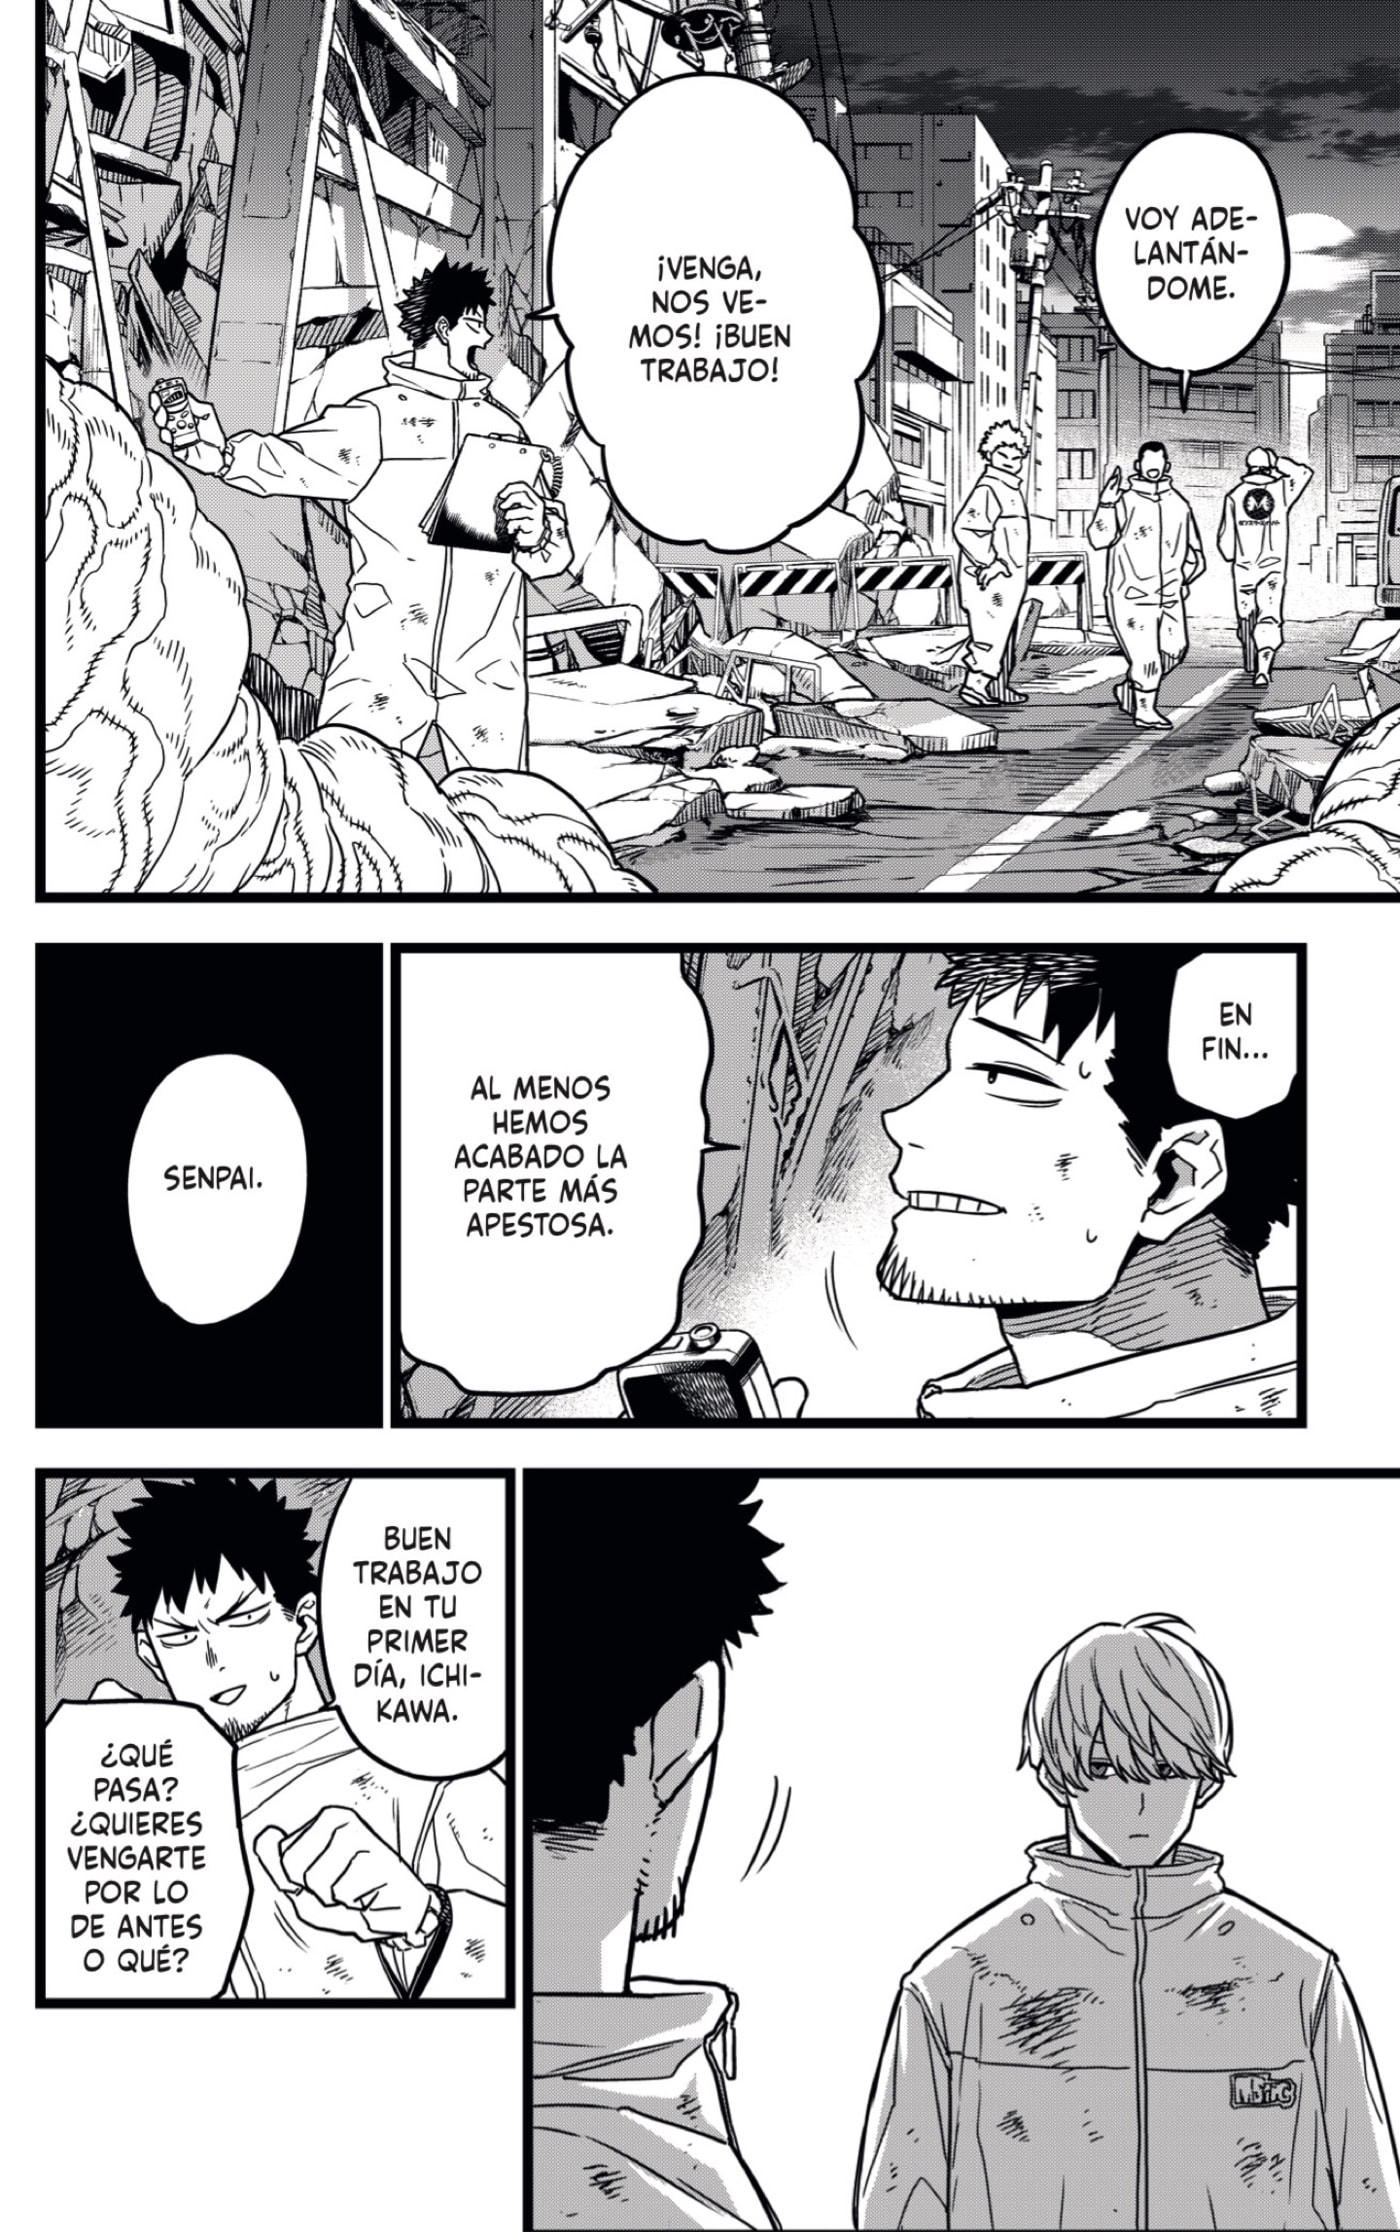 VOY ADE-
LANTÁN-
DOME.
¡VENGA,
NOS VE-
MOS! ¡BUEN
TRABAJO!
EN
FIN...
AL MENOS
HEMOS
ACABADO LA
PARTE MÁS
APESTOSA.
SENPAI.
BUEN
TRABAJO
EN TU
PRIMER
DÍA, ICHI-
KAWA.
¿QUÉ
PASA?
¿QUIERES
VENGARTE
POR LO
DE ANTES
O QUÉ?